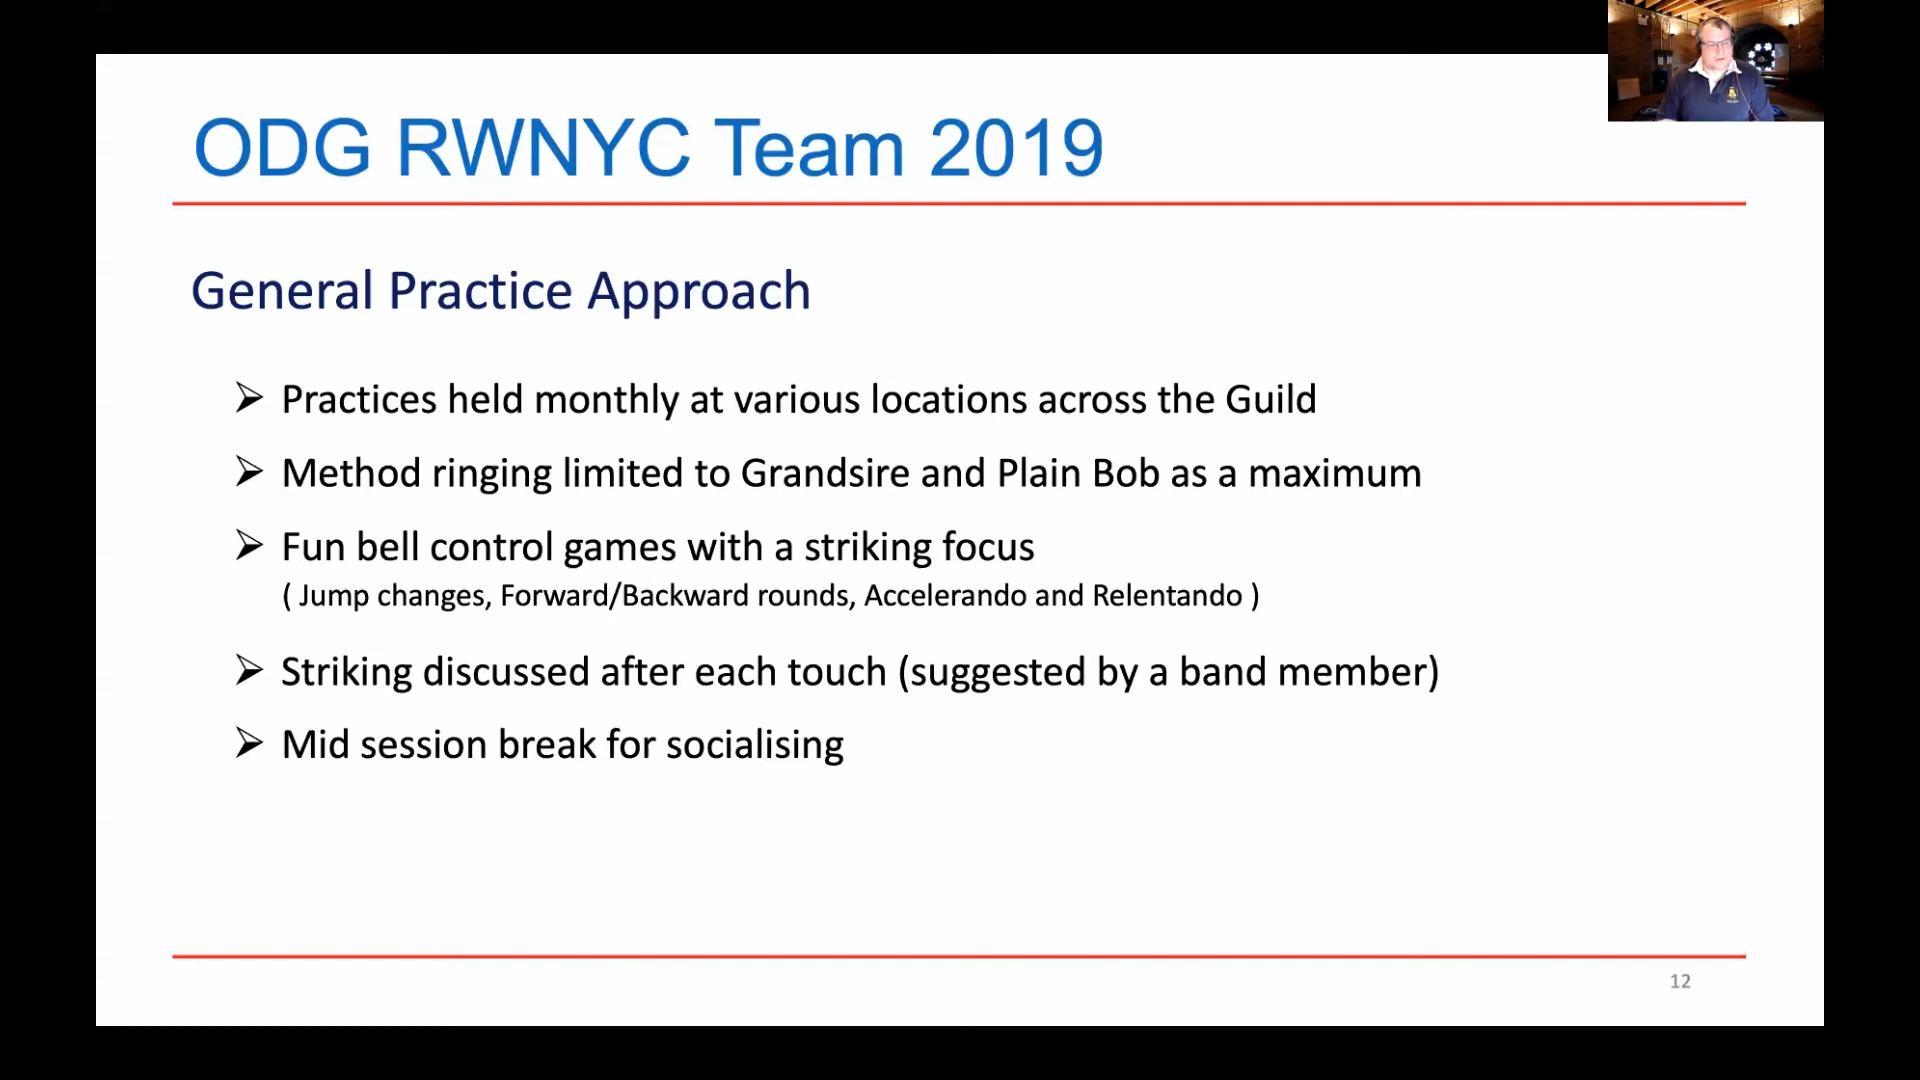 ODG RWNYC Team 2019
General Practice Approach
➢ Practices held monthly at various locations across the Guild
➢ Method ringing limited to Grandsire and Plain Bob as a maximum
➢ Fun bell control games with a striking focus
( Jump changes, Forward/Backward rounds, Accelerando and Relentando )
➢ Striking discussed after each touch (suggested by a band member)
➢ Mid session break for socialising
12